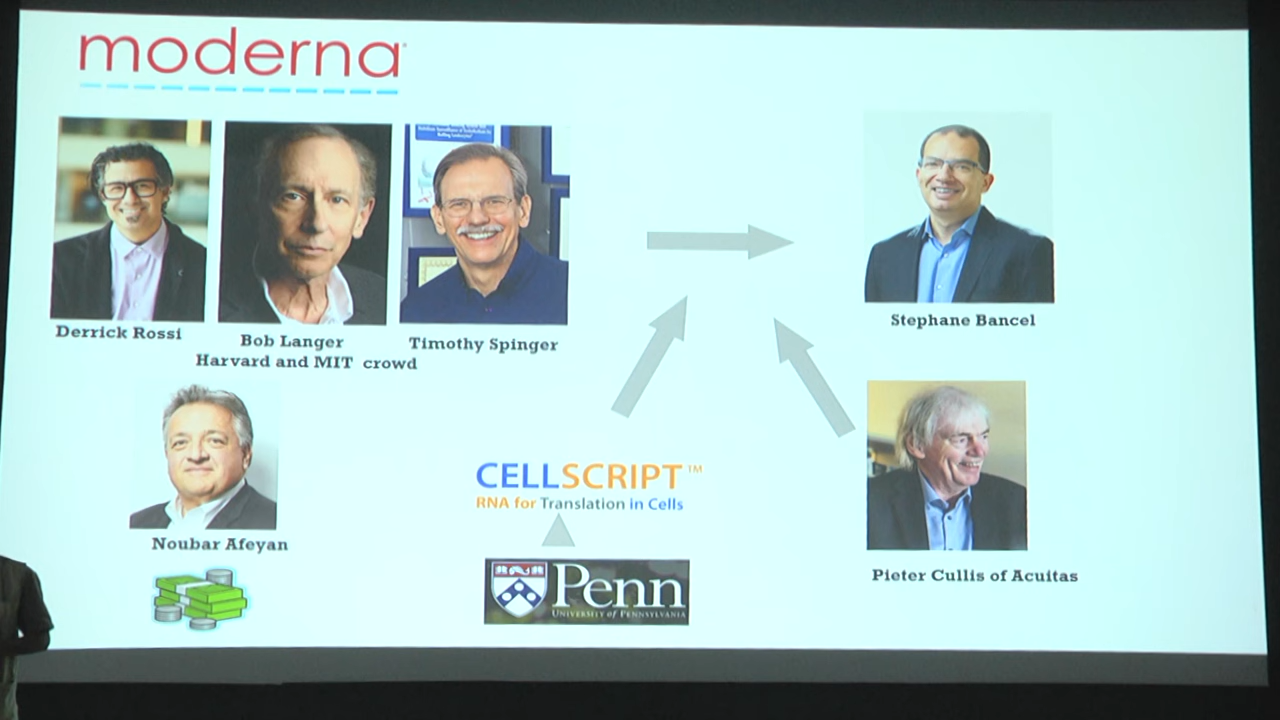 moderna
Derrick Rossi
Bob Langer
Harvard and MIT crowd
Timothy Spinger
Stephane Bancel
Noubar Afeyan
CELLSCRIPT™
RNA for Translation in Cells
Penn
UNIVERSITY of PENNSYLVANIA
Pieter Cullis of Acuitas